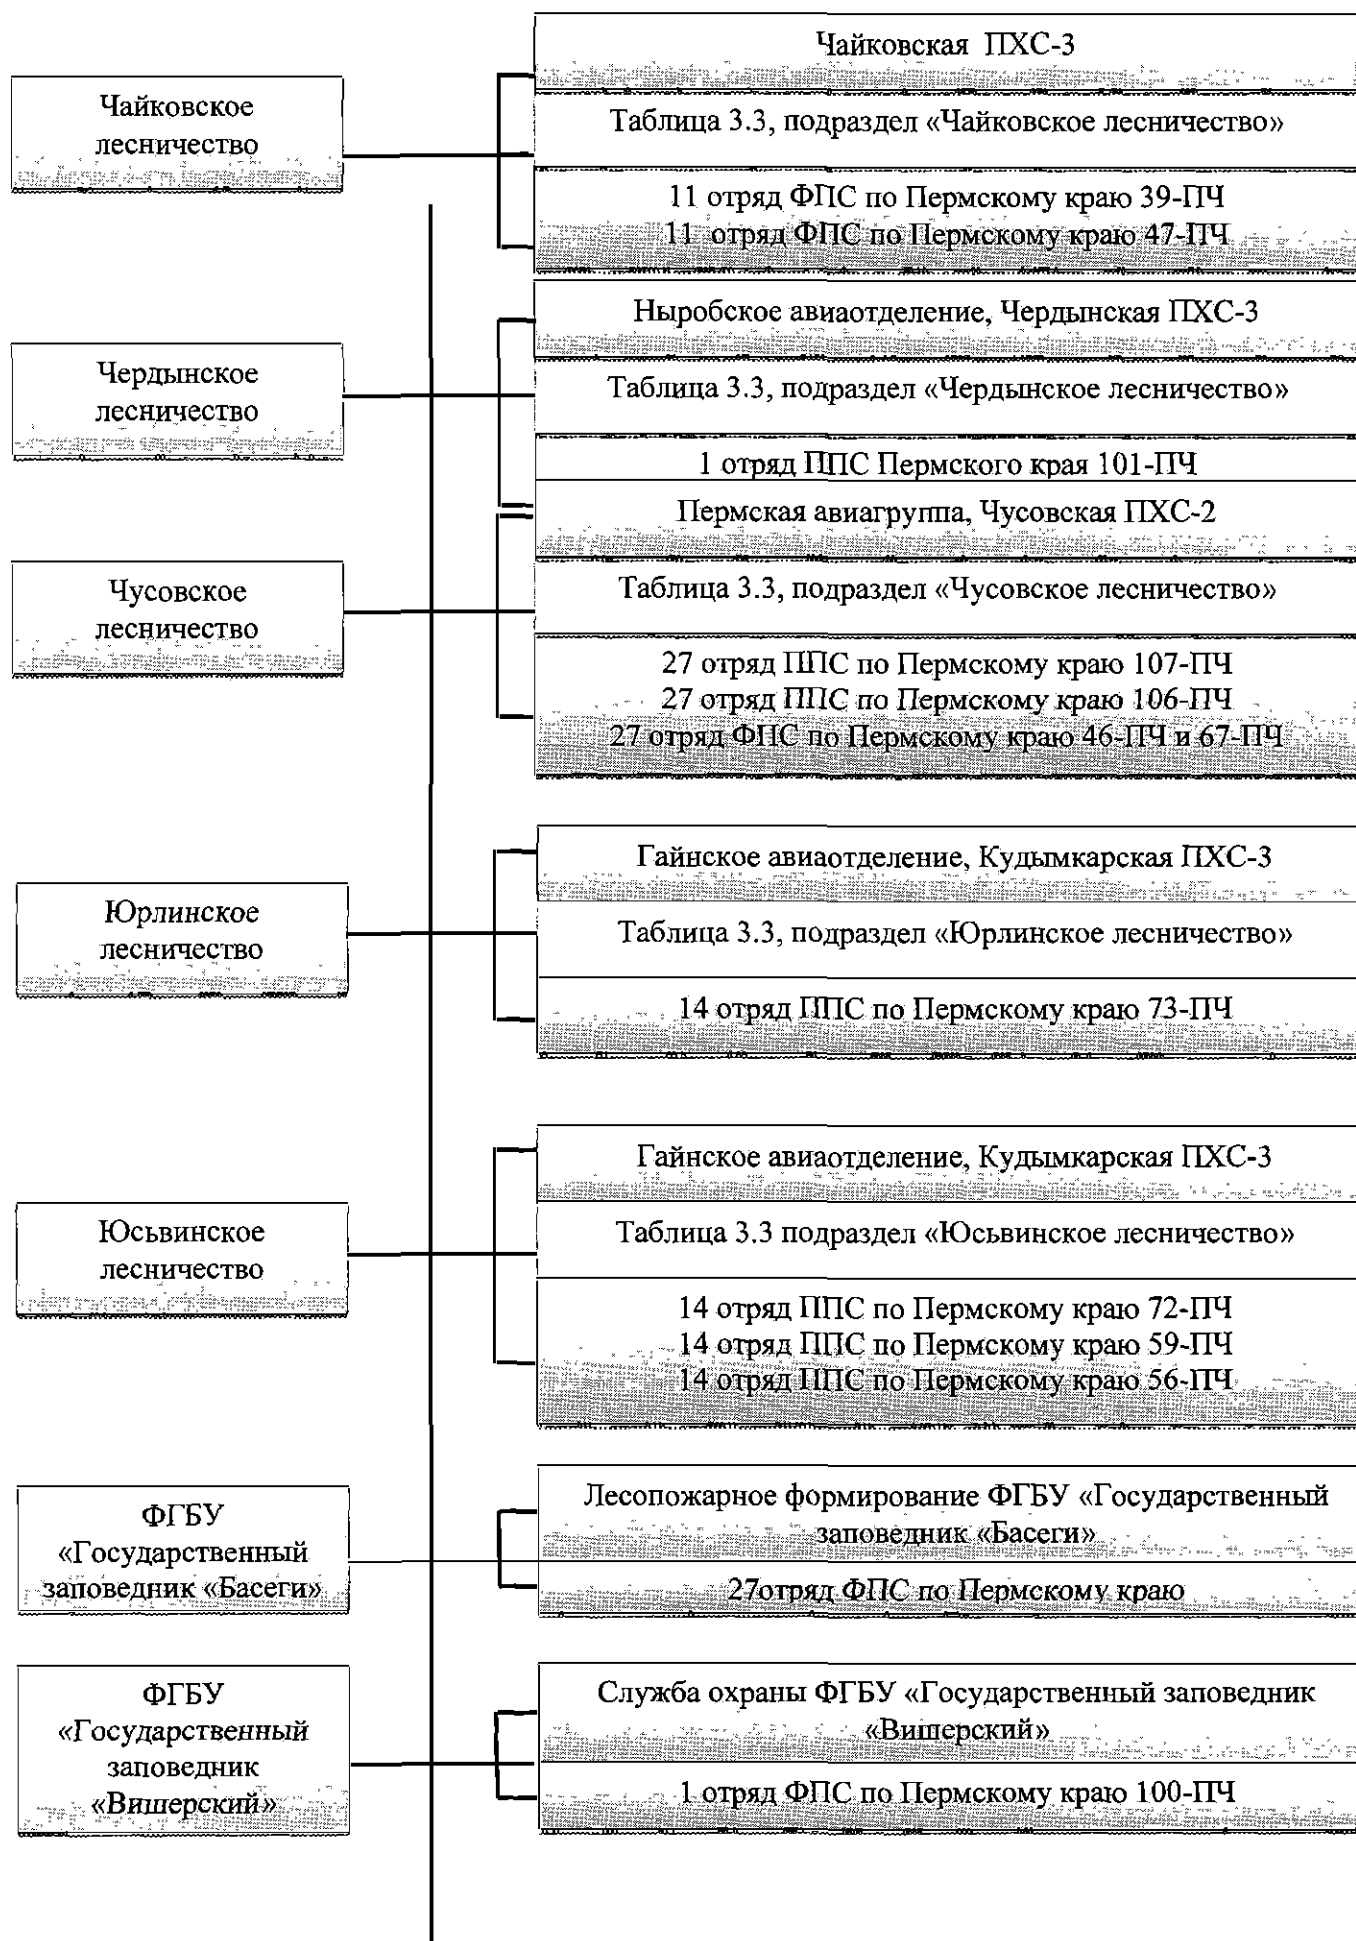 Чайковское
лесничество
Чайковская ПХС-3
Таблица 3.3, подраздел «Чайковское лесничество»
11 отряд ФПС по Пермскому краю 39-ПЧ
11 отряд ФПС по Пермскому краю 47-ПЧ
Чердынское
лесничество
Ныробское авиаотделение, Чердынская ПХС-3
Таблица 3.3, подраздел «Чердынское лесничество»
1 отряд ППС Пермского края 101-ПЧ
Чусовское
лесничество
Пермская авиагруппа, Чусовская ПХС-2
Таблица 3.3, подраздел «Чусовское лесничество»
27 отряд ППС по Пермскому краю 107-ПЧ
27 отряд ППС по Пермскому краю 106-ПЧ
27 отряд ФПС по Пермскому краю 46-ПЧ и 67-ПЧ
Юрлинское
лесничество
Гайнское авиаотделение, Кудымкарская ПХС-3
Таблица 3.3, подраздел «Юрлинское лесничество»
14 отряд ППС по Пермскому краю 73-ПЧ
Юсьвинское
лесничество
Гайнское авиаотделение, Кудымкарская ПХС-3
Таблица 3.3 подраздел «Юсьвинское лесничество»
14 отряд ППС по Пермскому краю 72-ПЧ
14 отряд ППС по Пермскому краю 59-ПЧ
14 отряд ППС по Пермскому краю 56-ПЧ
ФГБУ
«Государственный
заповедник «Басеги»
Лесопожарное формирование ФГБУ «Государственный
заповедник «Басеги»
27отряд ФПС по Пермскому краю
ФГБУ
«Государственный
заповедник
«Вишерский»
Служба охраны ФГБУ «Государственный заповедник
«Вишерский»
1 отряд ФПС по Пермскому краю 100-ПЧ